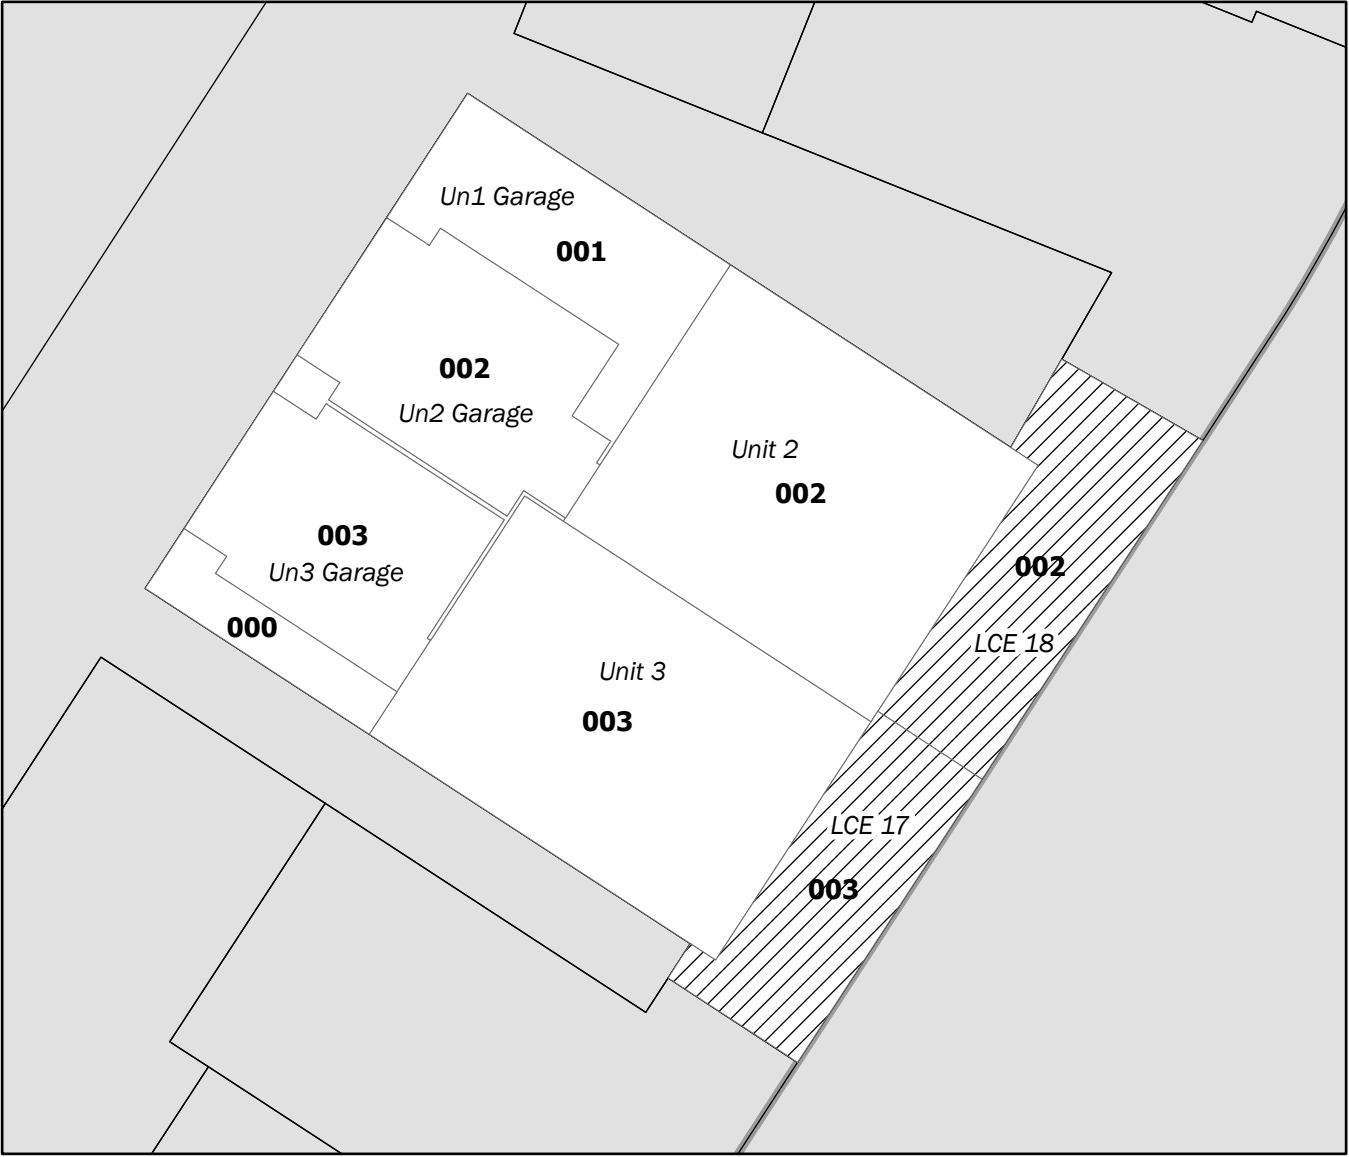 Un1 Garage
001
002
Un2 Garage
Unit 2
002
003
Un3 Garage
002
000
LCE 18
Unit 3
003
LCE 17
003